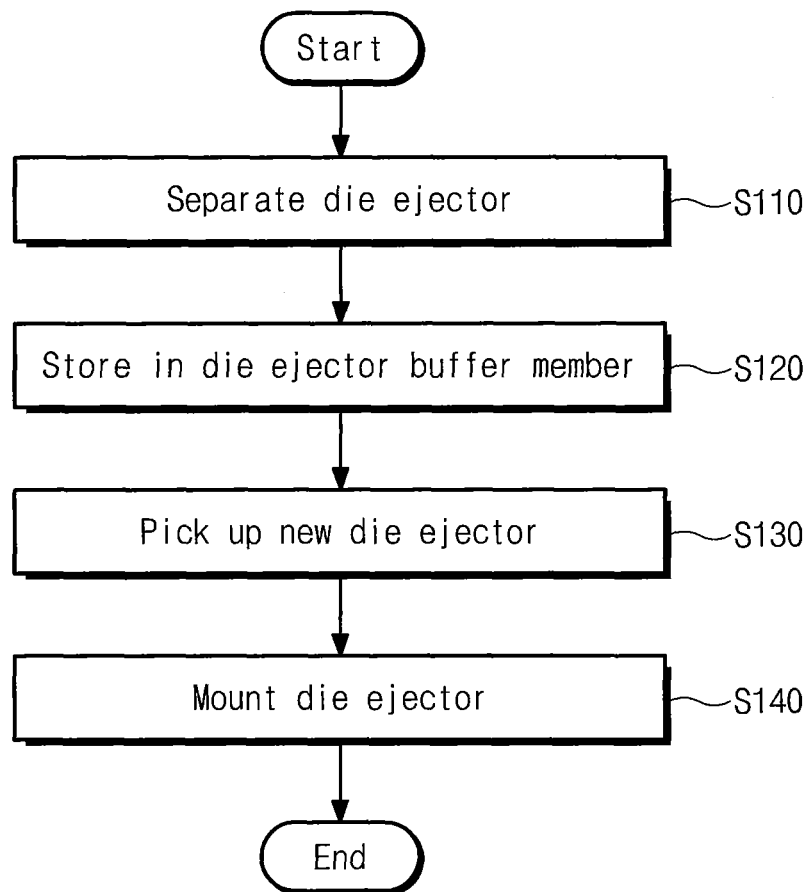 Start
Separate die ejector
S110
Store in die ejector buffer member
S120
Pick up new die ejector
S130
Mount die ejector
S140
End